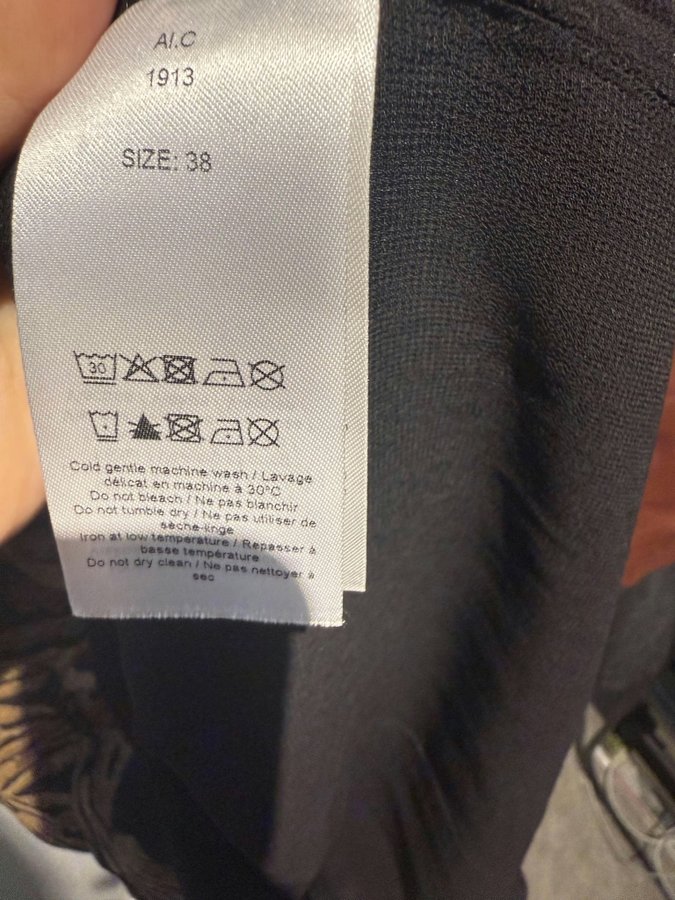 AI.C
1913
SIZE: 38
30
Cold gentle machine wash / Lavage
délicat en machine à 30°C
Do not bleach / Ne pas blanchir
Do not tumble dry / Ne pas utiliser de
sèche-linge
Iron at low temperature / Repasser à
basse température
Do not dry clean / Ne pas nettoyer à
sec